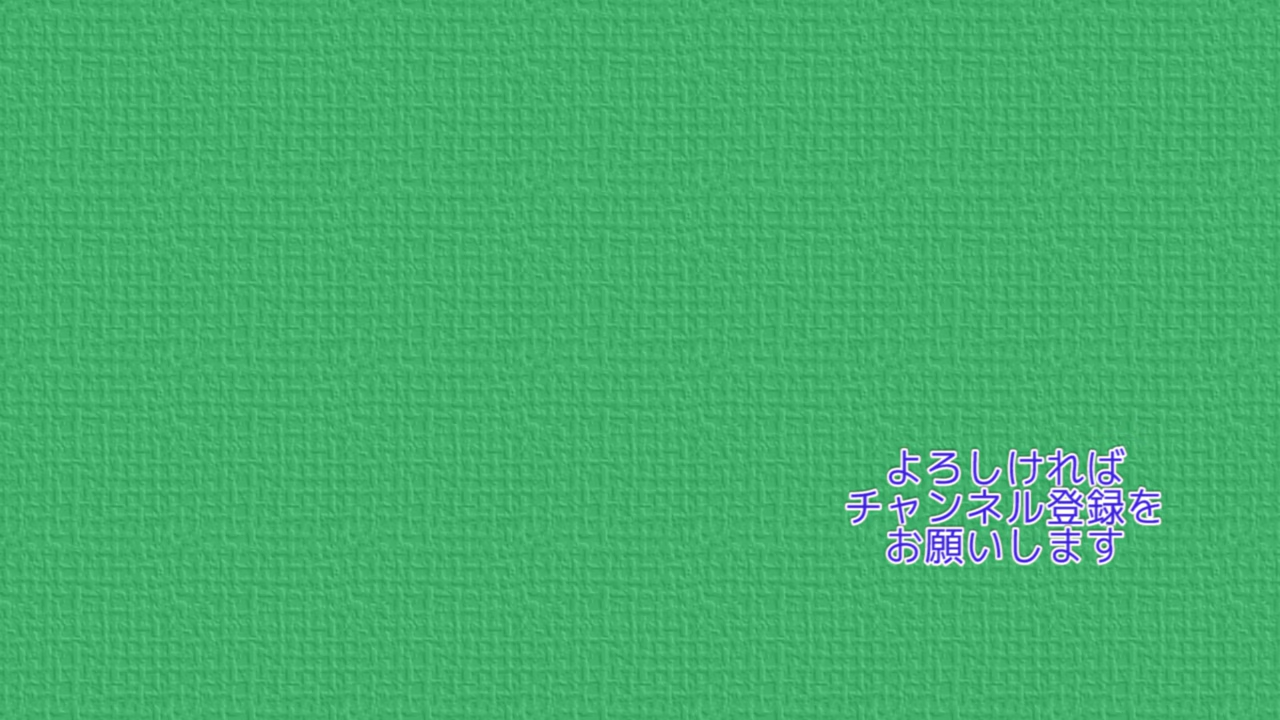 よろしければ
チャンネル登録を
お願いします